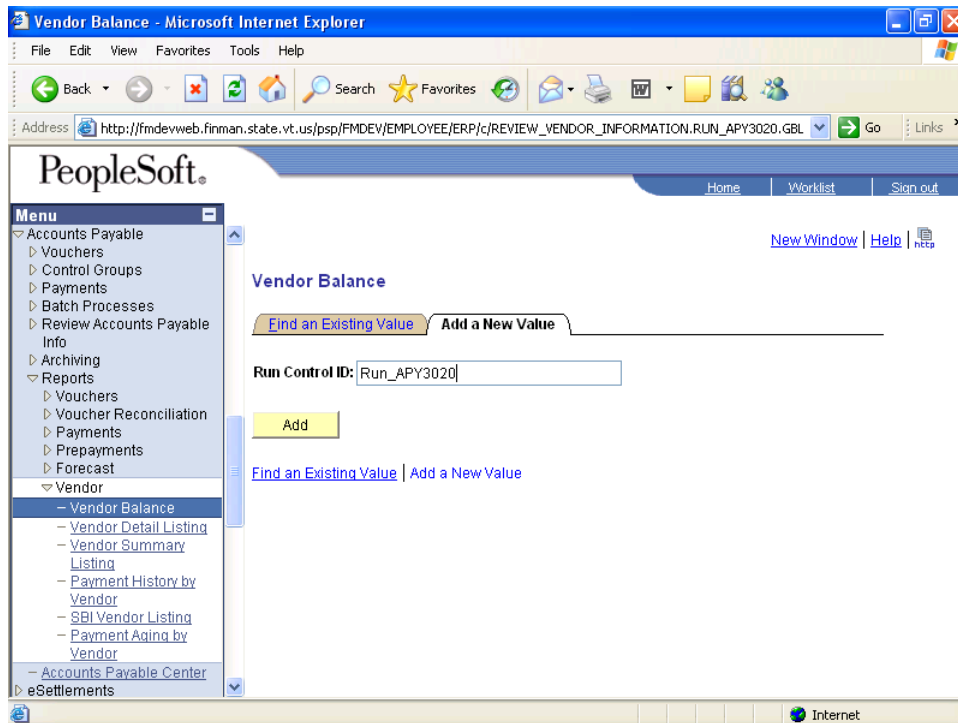 Vendor Balance - Microsoft Internet Explorer
File Edit View Favorites Tools Help
Back Search Favorites
Address http://fmdevweb.finman.state.vt.us/psp/FMDEV/EMPLOYEE/ERP/c/REVIEW_VENDOR_INFORMATION.RUN_APY3020.GBL Go Links
PeopleSoft®
Home Worklist Sign out
New Window | Help | http
Menu
Accounts Payable
Vouchers
Control Groups
Payments
Batch Processes
Review Accounts Payable
Info
Archiving
Reports
Vouchers
Voucher Reconciliation
Payments
Prepayments
Forecast
Vendor
– Vendor Balance
– Vendor Detail Listing
– Vendor Summary
Listing
– Payment History by
Vendor
– SBI Vendor Listing
– Payment Aging by
Vendor
– Accounts Payable Center
eSettlements
Vendor Balance
Find an Existing Value Add a New Value
Run Control ID: Run_APY3020
Add
Find an Existing Value | Add a New Value
Internet